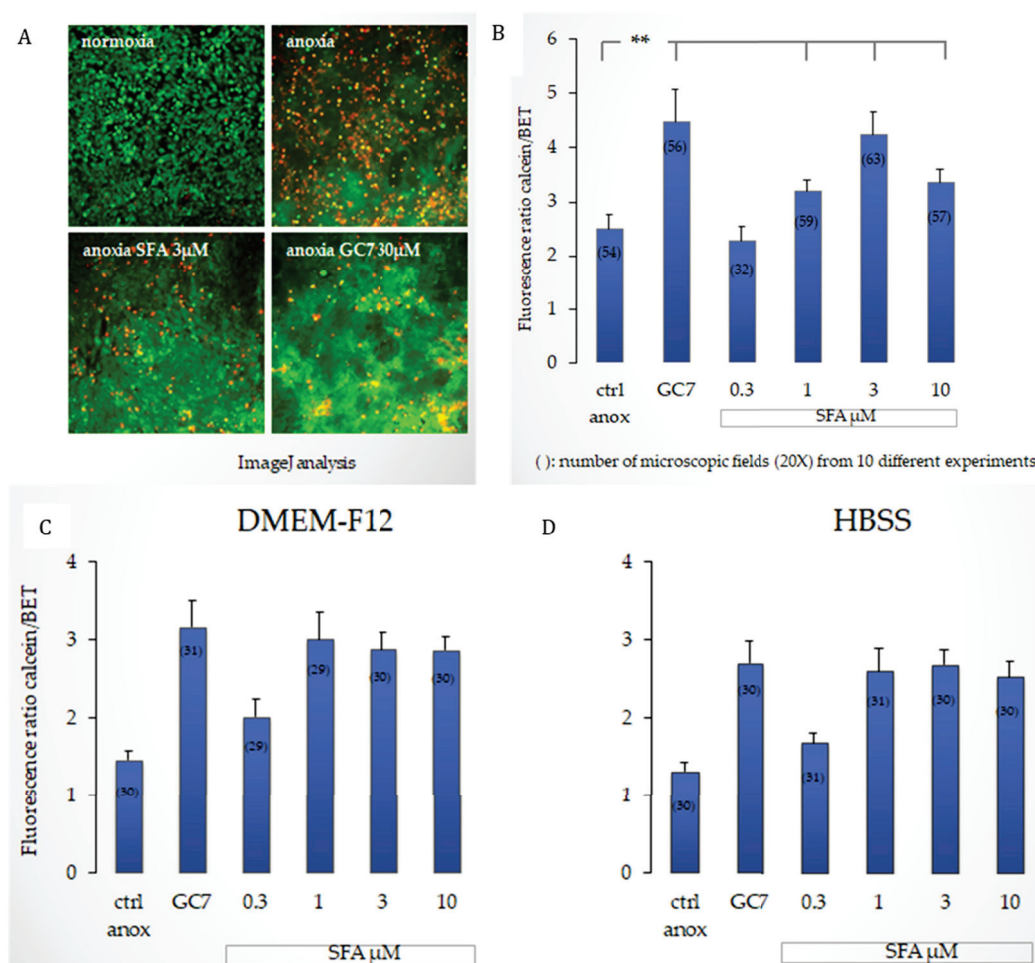 A
normoxia
anoxia
anoxia SFA 3µM
anoxia GC7 30µM
ImageJ analysis
B
Fluorescence ratio calcein/BET
6
5
4
3
2
1
0
**
(54)
(56)
(32)
(59)
(63)
(57)
ctrl anox
GC7
0.3
1
3
10
SFA µM
( ): number of microscopic fields (20X) from 10 different experiments
C
DMEM-F12
Fluorescence ratio calcein/BET
4
3
2
1
0
(30)
(31)
(29)
(29)
(30)
(30)
ctrl anox
GC7
0.3
1
3
10
SFA µM
D
HBSS
4
3
2
1
0
(30)
(30)
(31)
(31)
(30)
(30)
ctrl anox
GC7
0.3
1
3
10
SFA µM